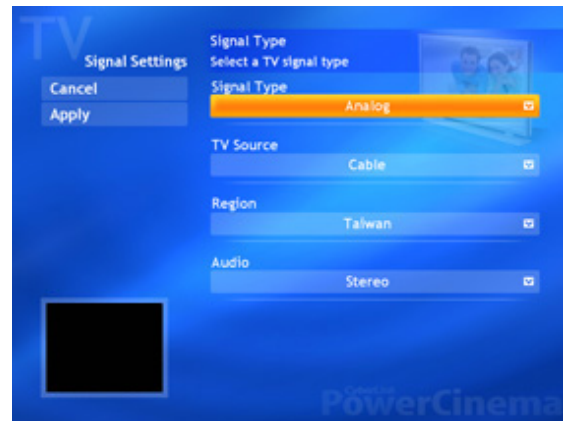 TV
Signal Settings
Cancel
Apply
Signal Type
Select a TV signal type
Signal Type
Analog
TV Source
Cable
Region
Taiwan
Audio
Stereo
CyberLink
PowerCinema